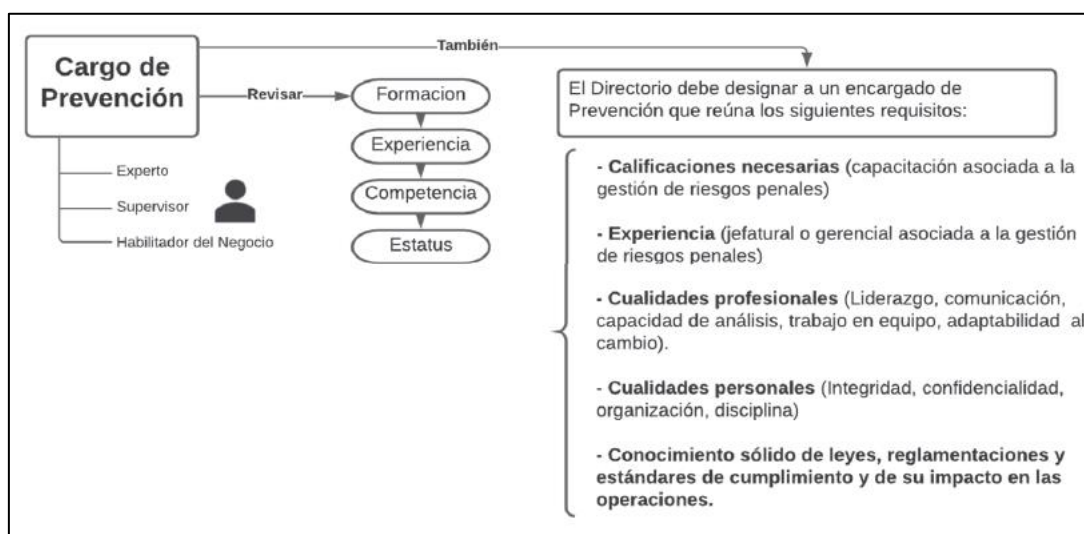 Cargo de
Prevención
Experto
Supervisor
Habilitador del Negocio
Revisar
Formacion
Experiencia
Competencia
Estatus
También
El Directorio debe designar a un encargado de
Prevención que reúna los siguientes requisitos:
- Calificaciones necesarias (capacitación asociada a la
gestión de riesgos penales)
- Experiencia (jefatural o gerencial asociada a la gestión
de riesgos penales)
- Cualidades profesionales (Liderazgo, comunicación,
capacidad de análisis, trabajo en equipo, adaptabilidad al
cambio).
- Cualidades personales (Integridad, confidencialidad,
organización, disciplina)
- Conocimiento sólido de leyes, reglamentaciones y
estándares de cumplimiento y de su impacto en las
operaciones.